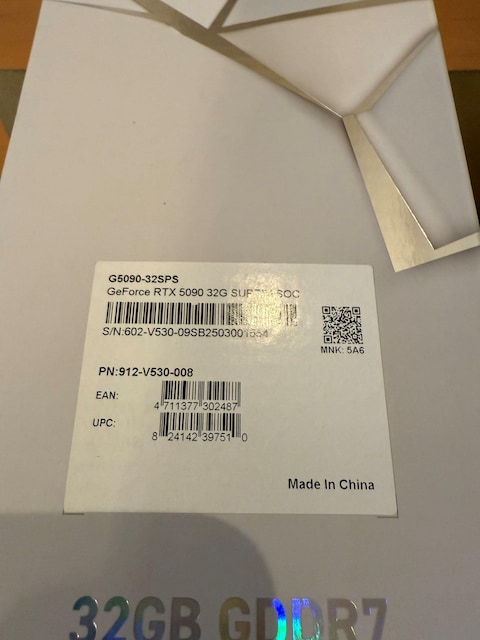 G5090-32SPS
GeForce RTX 5090 32G SUPRIM SOC
S/N:602-V530-09SB2503001554
MNK: 5A6
PN:912-V530-008
EAN:
4 711377 302487
UPC:
8 24142 39751 0
Made In China
32GB GDDR7